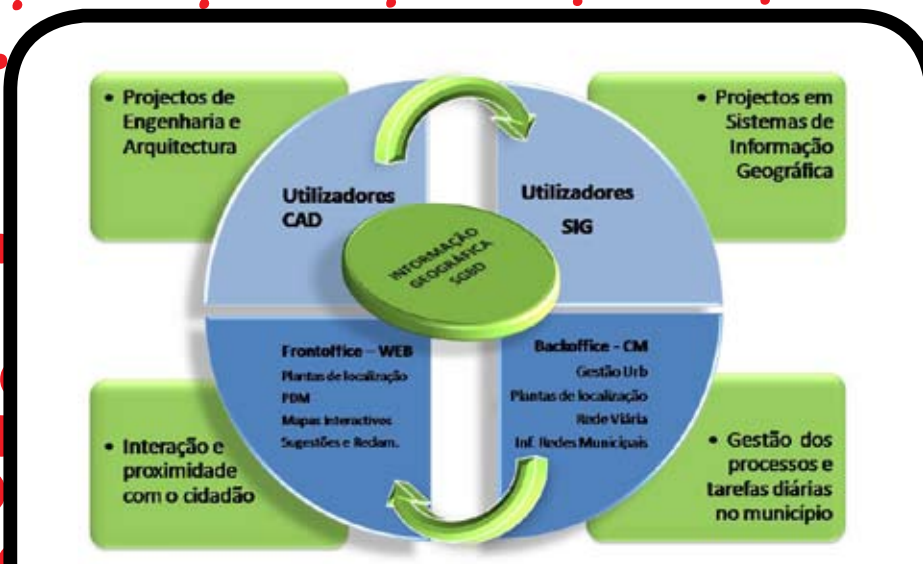 • Projectos de
Engenharia e
Arquitectura
• Projectos em
Sistemas de
Informação
Geográfica
Utilizadores
CAD
Utilizadores
SIG
INFORMAÇÃO
GEOGRÁFICA
SGBD
Frontoffice – WEB
Plantas de localização
PDM
Mapas Interactivos
Sugestões e Reclam.
Backoffice - CM
Gestão Urb
Plantas de localização
Rede Viária
Inf. Redes Municipais
• Interação e
proximidade
com o cidadão
• Gestão dos
processos e
tarefas diárias
no município